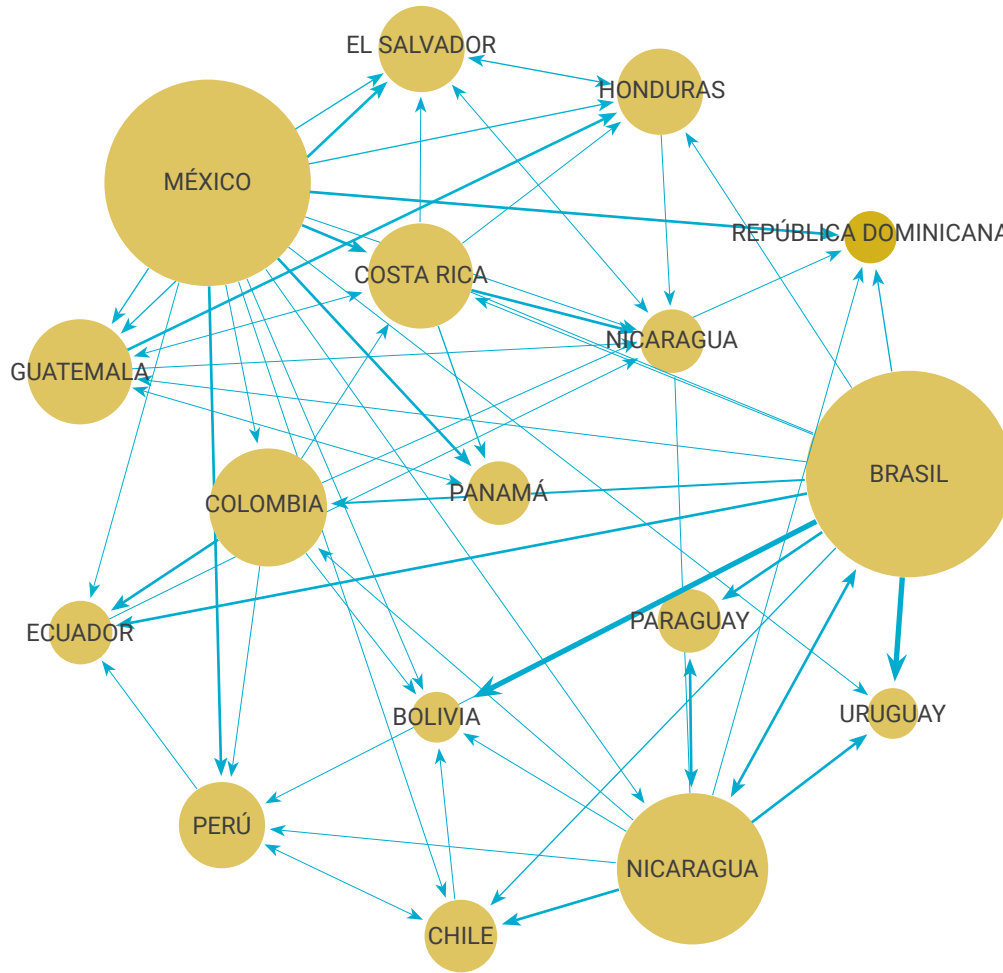 EL SALVADOR
HONDURAS
MÉXICO
REPÚBLICA DOMINICANA
COSTA RICA
NICARAGUA
GUATEMALA
BRASIL
COLOMBIA
PANAMÁ
ECUADOR
PARAGUAY
BOLIVIA
URUGUAY
PERÚ
NICARAGUA
CHILE